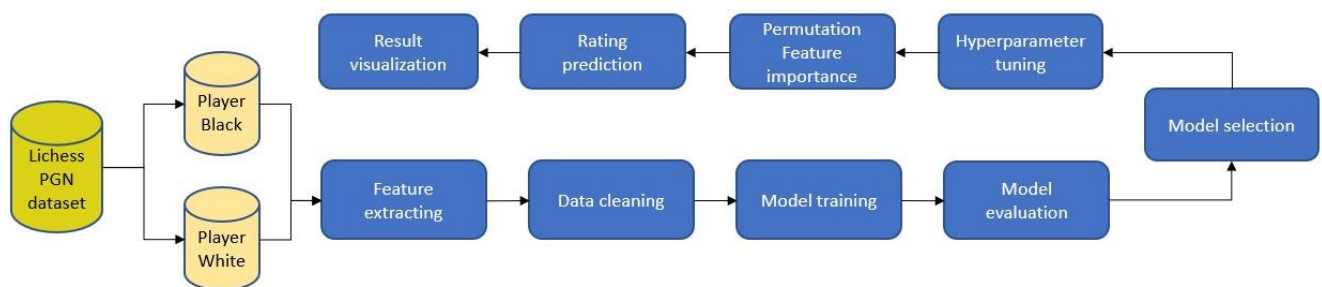 Lichess
PGN
dataset
Player
Black
Player
White
Feature
extracting
Data cleaning
Model training
Model
evaluation
Model selection
Hyperparameter
tuning
Permutation
Feature
importance
Rating
prediction
Result
visualization